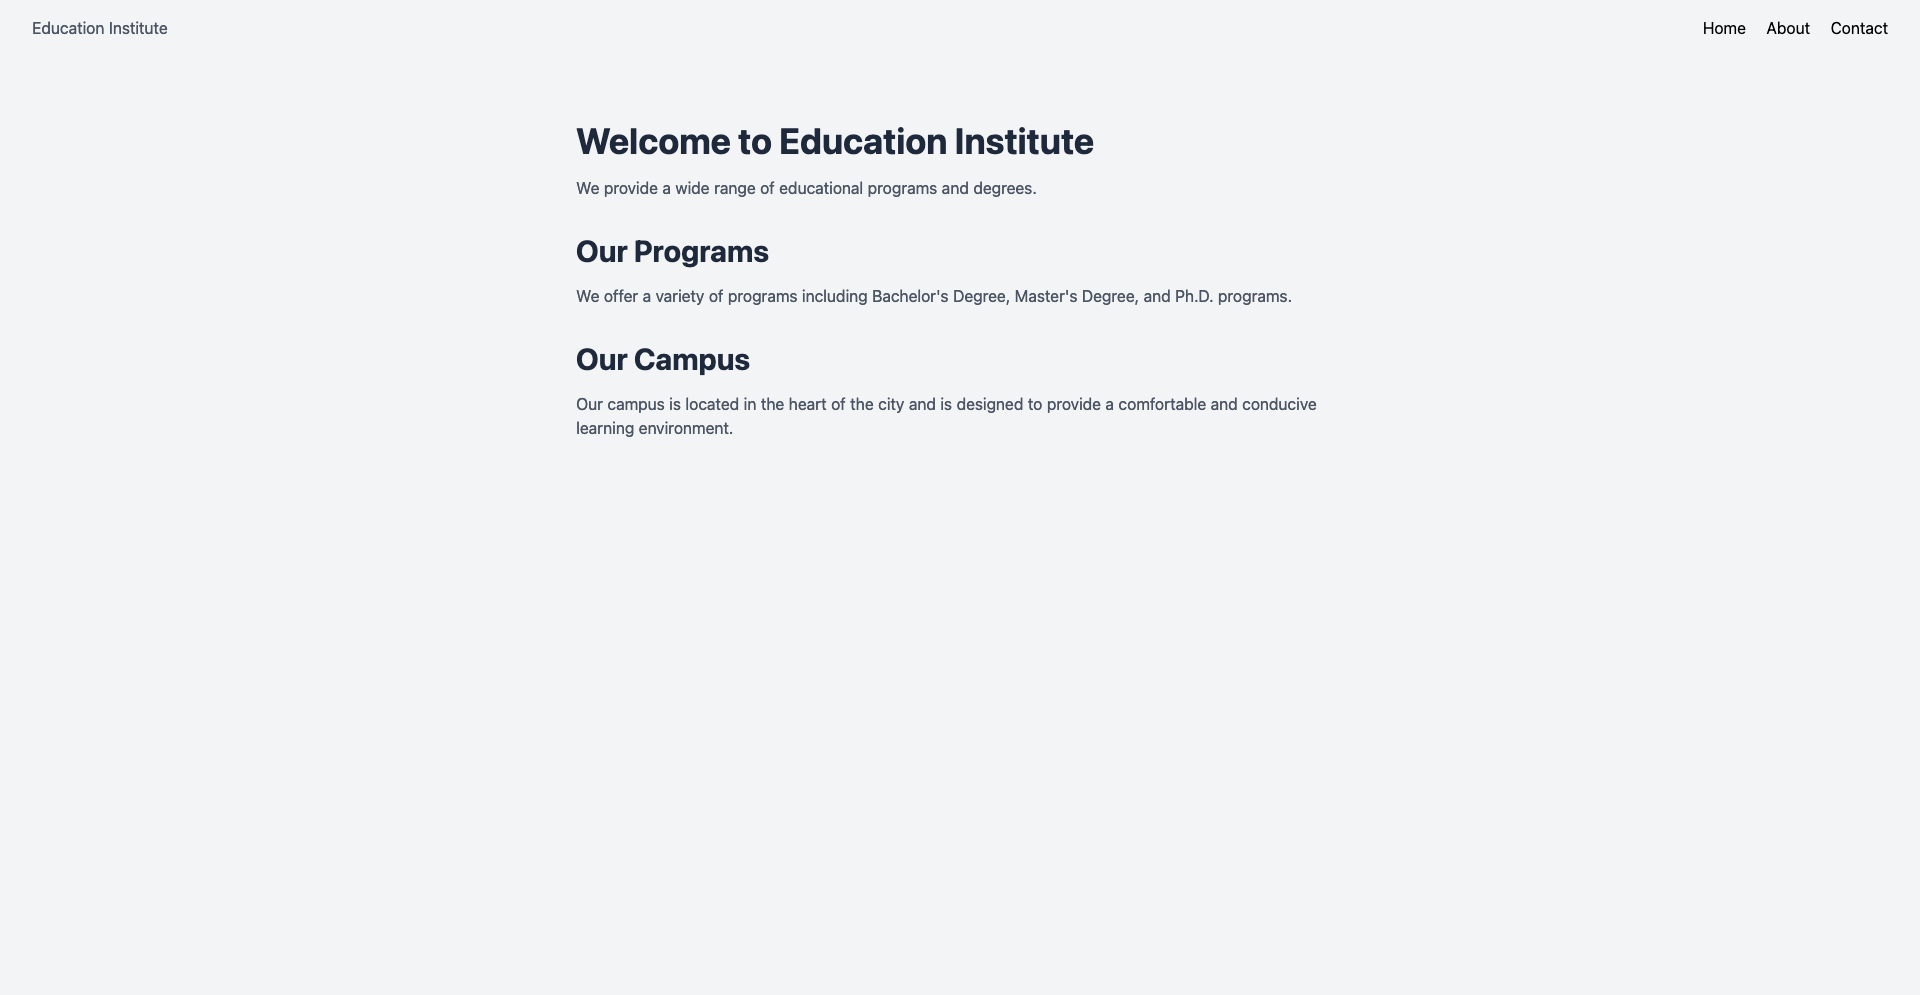 Education Institute
Home About Contact
Welcome to Education Institute
We provide a wide range of educational programs and degrees.
Our Programs
We offer a variety of programs including Bachelor's Degree, Master's Degree, and Ph.D. programs.
Our Campus
Our campus is located in the heart of the city and is designed to provide a comfortable and conducive
learning environment.